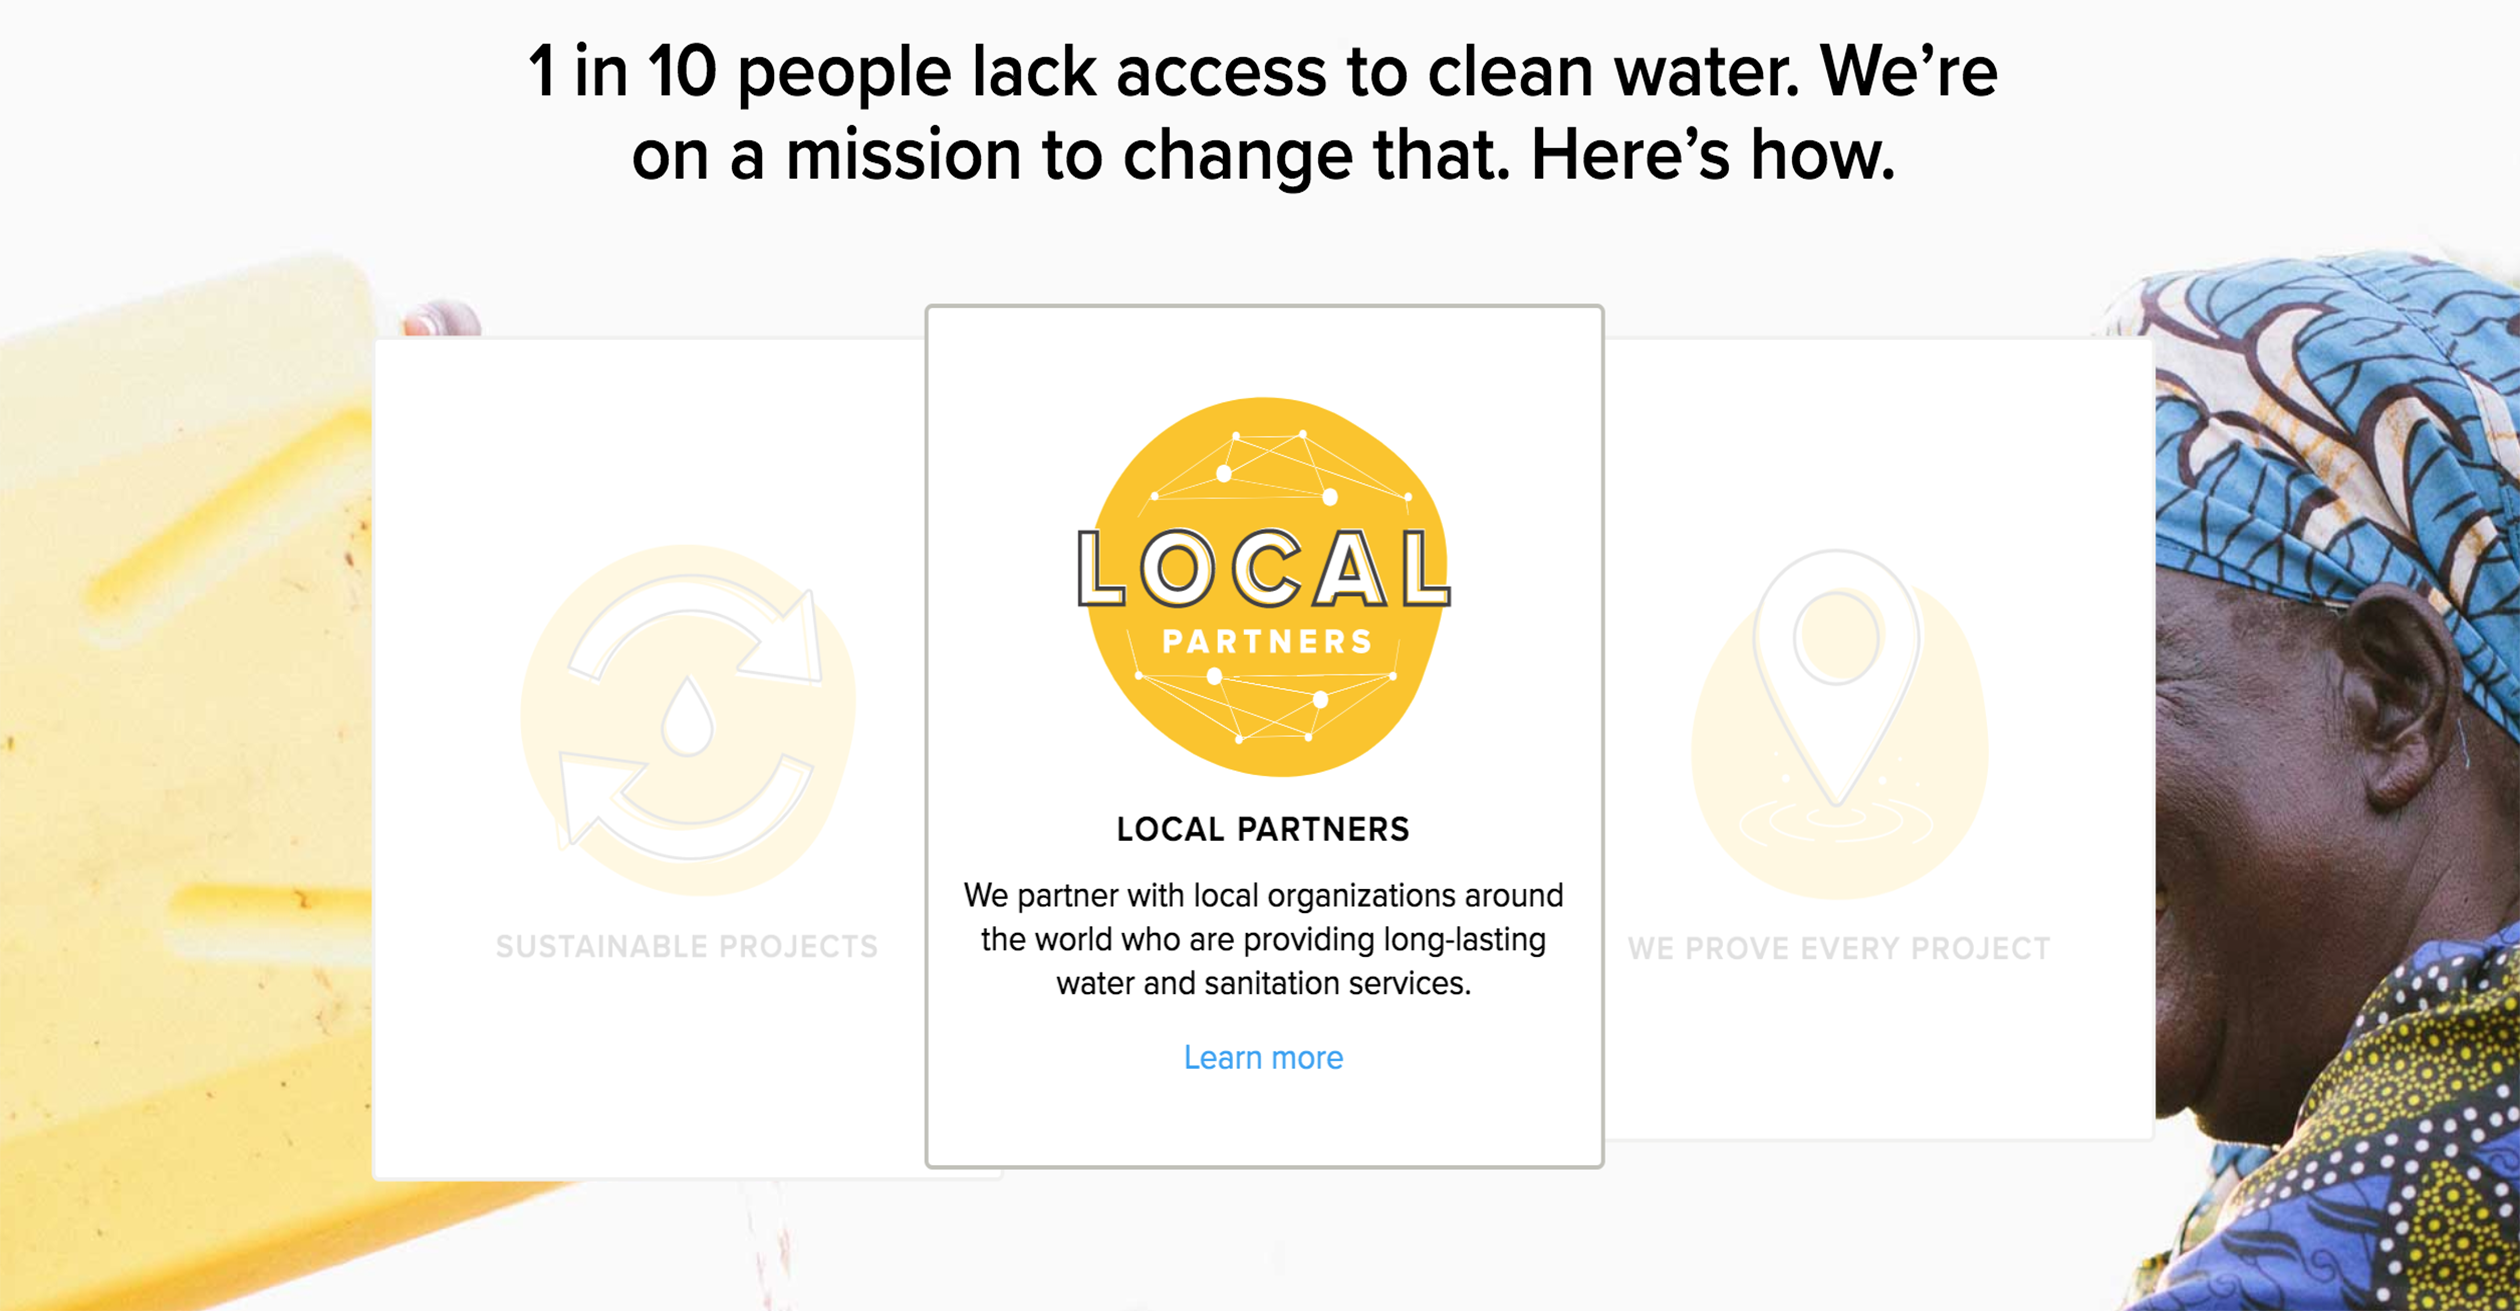 1 in 10 people lack access to clean water. We’re
on a mission to change that. Here’s how.
SUSTAINABLE PROJECTS
LOCAL
PARTNERS
LOCAL PARTNERS
We partner with local organizations around
the world who are providing long-lasting
water and sanitation services.
Learn more
WE PROVE EVERY PROJECT